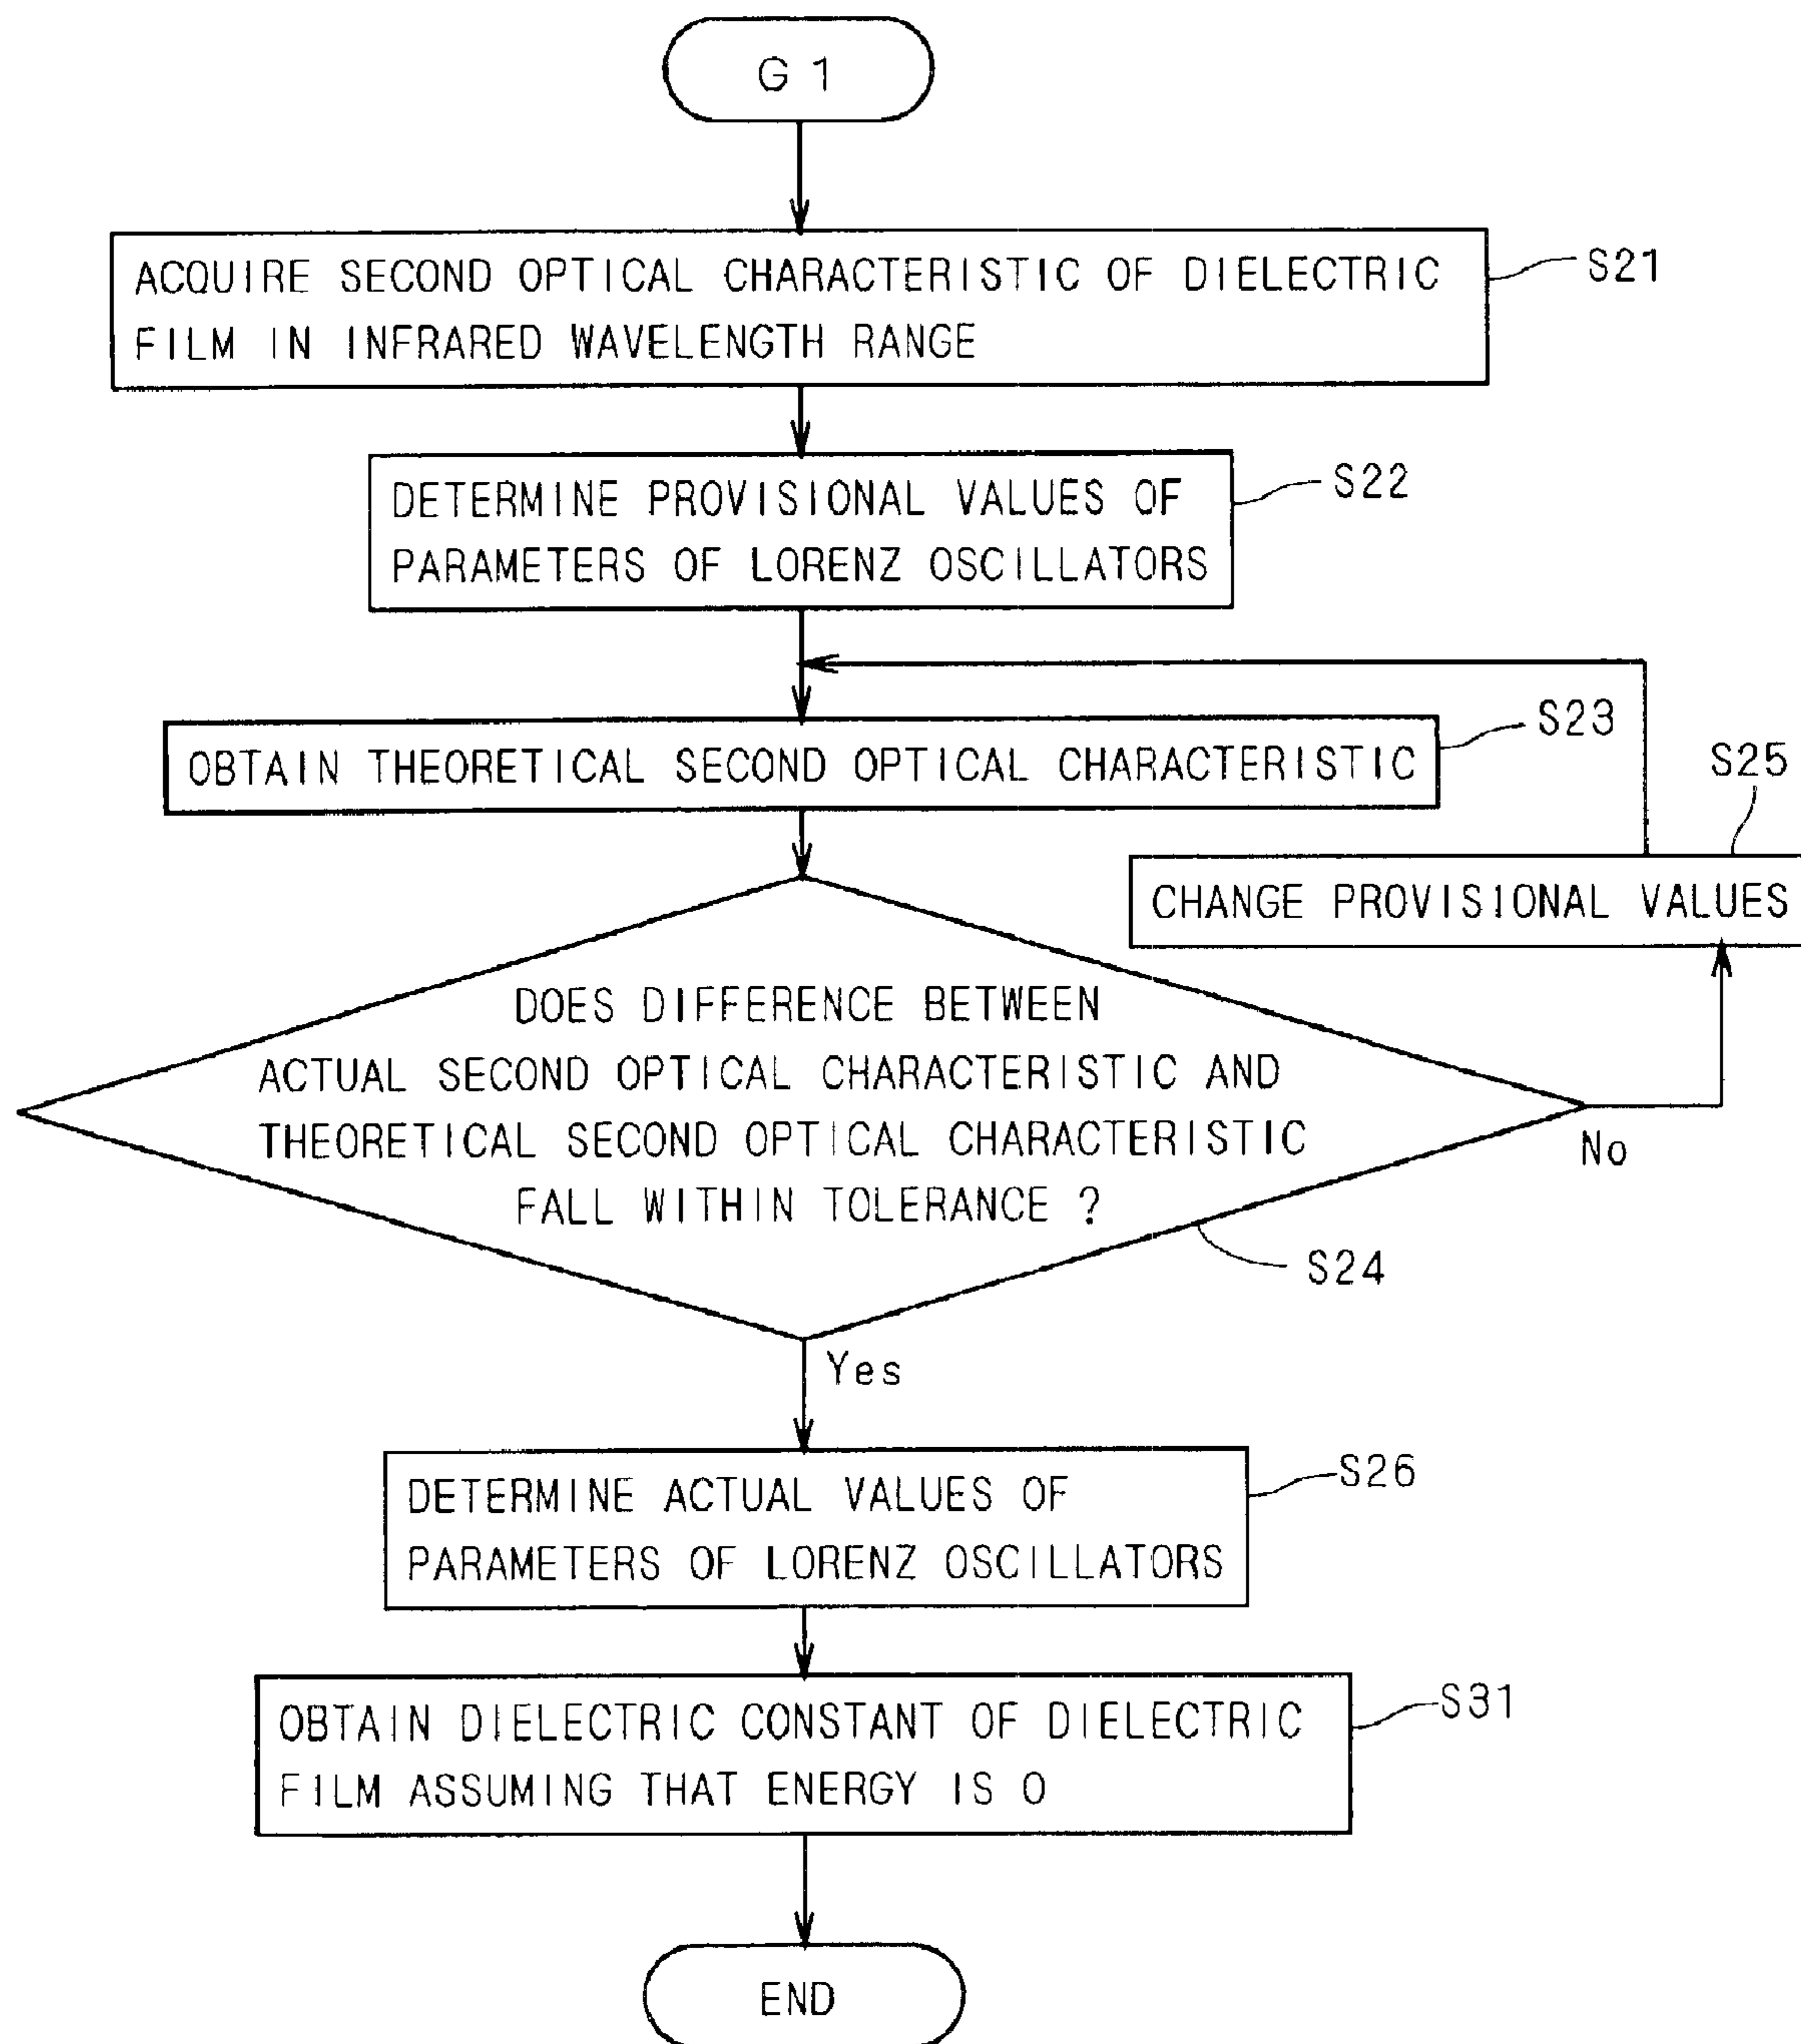 G 1
ACQUIRE SECOND OPTICAL CHARACTERISTIC OF DIELECTRIC
FILM IN INFRARED WAVELENGTH RANGE
S21
DETERMINE PROVISIONAL VALUES OF
PARAMETERS OF LORENZ OSCILLATORS
S22
OBTAIN THEORETICAL SECOND OPTICAL CHARACTERISTIC
S23
S25
CHANGE PROVISIONAL VALUES
DOES DIFFERENCE BETWEEN
ACTUAL SECOND OPTICAL CHARACTERISTIC AND
THEORETICAL SECOND OPTICAL CHARACTERISTIC
FALL WITHIN TOLERANCE ?
No
S24
Yes
DETERMINE ACTUAL VALUES OF
PARAMETERS OF LORENZ OSCILLATORS
S26
OBTAIN DIELECTRIC CONSTANT OF DIELECTRIC
FILM ASSUMING THAT ENERGY IS 0
S31
END